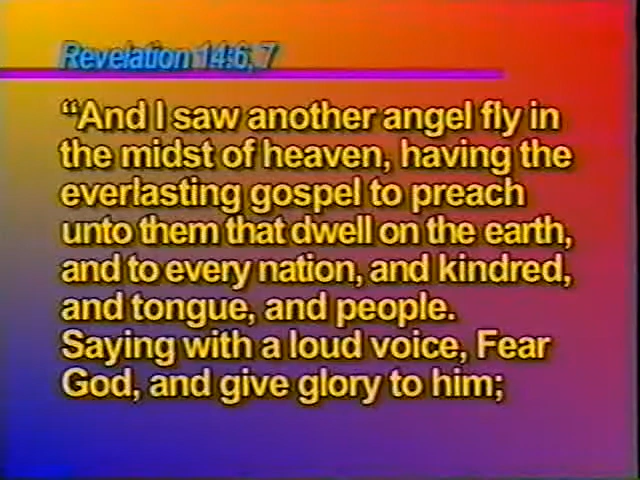 Revelation 14:6, 7
“And I saw another angel fly in
the midst of heaven, having the
everlasting gospel to preach
unto them that dwell on the earth,
and to every nation, and kindred,
and tongue, and people.
Saying with a loud voice, Fear
God, and give glory to him;